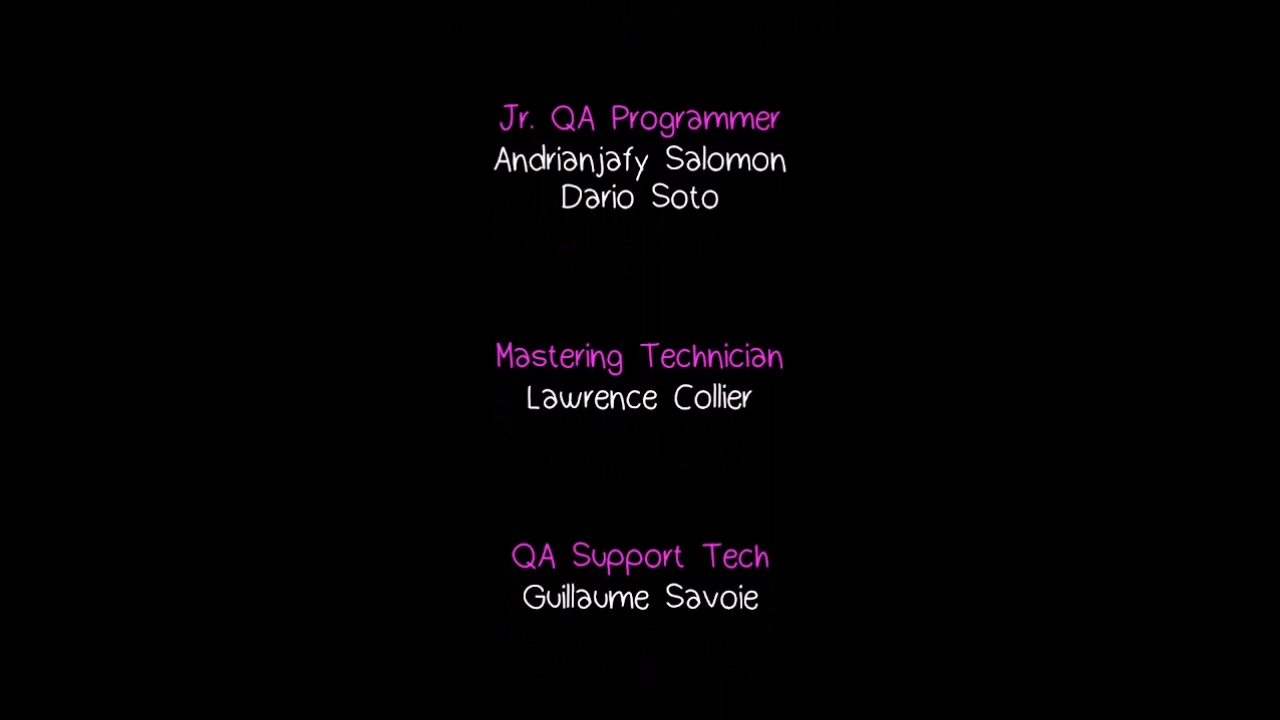 Jr. QA Programmer
Andrianjafy Salomon
Dario Soto
Mastering Technician
Lawrence Collier
QA Support Tech
Guillaume Savoie